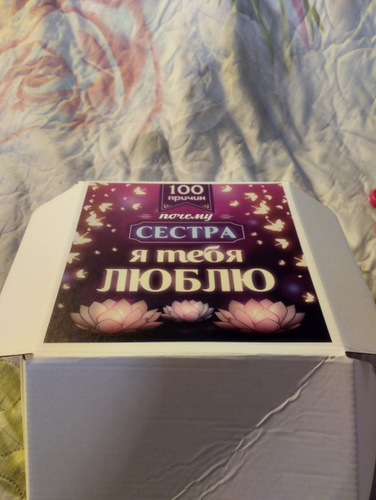 100
причин
почему
СЕСТРА
я тебя
ЛЮБЛЮ